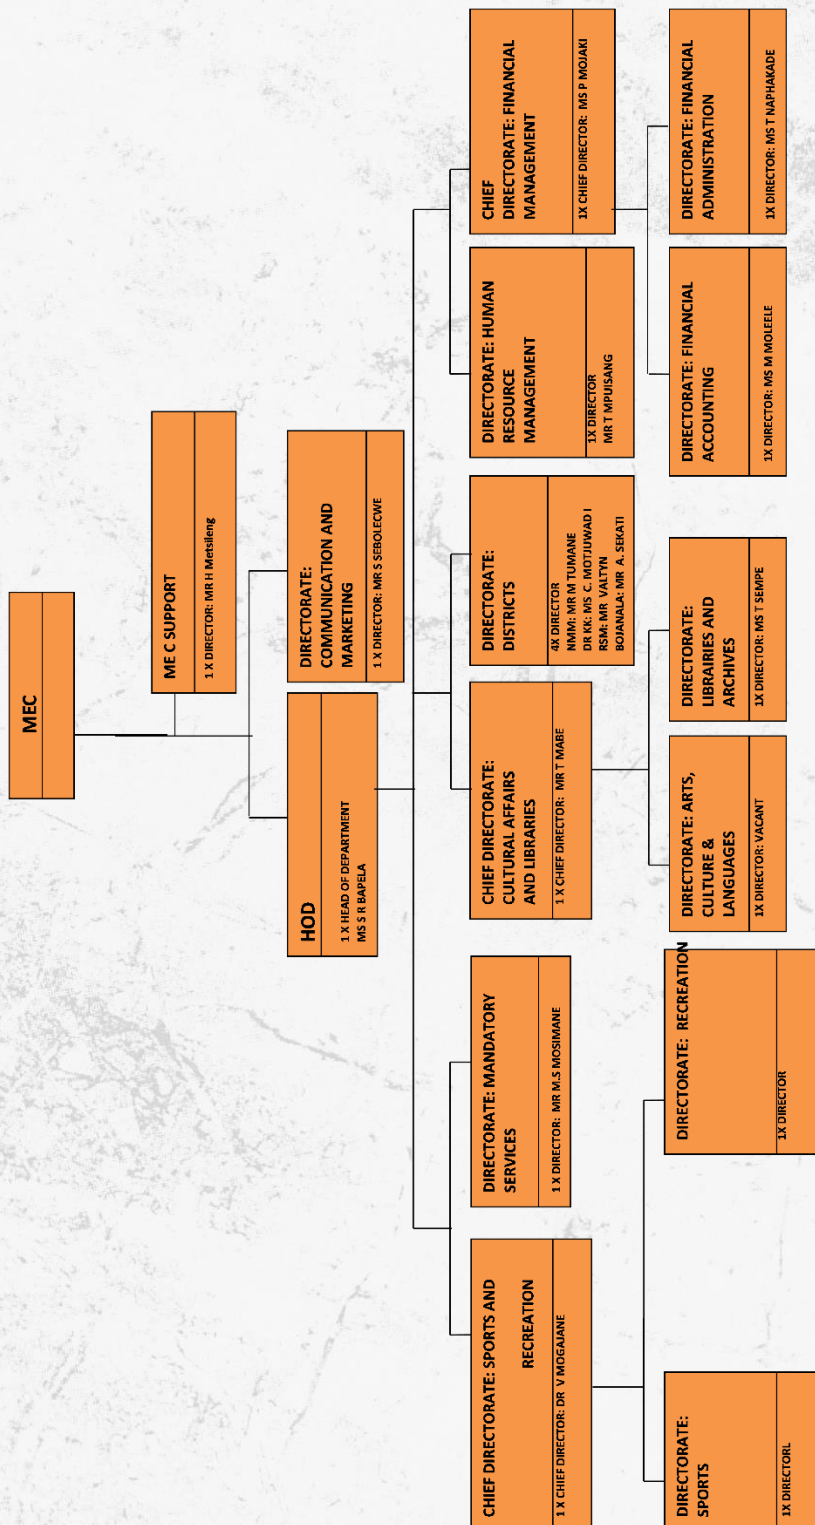 MEC
ME C SUPPORT
1 X DIRECTOR: MR H Metsileng
HOD
1 X HEAD OF DEPARTMENT
MS S R BAPELA
DIRECTORATE:
COMMUNICATION AND
MARKETING
1 X DIRECTOR: MR S SEBOLECWE
CHIEF DIRECTORATE: SPORTS AND
RECREATION
1 X CHIEF DIRECTOR: DR V MOGAJANE
DIRECTORATE: MANDATORY
SERVICES
1 X DIRECTOR: MR M.S MOSIMANE
CHIEF DIRECTORATE:
CULTURAL AFFAIRS
AND LIBRARIES
1 X CHIEF DIRECTOR: MR T MABE
DIRECTORATE:
DISTRICTS
4X DIRECTOR
NMM: MR M TUMANE
DR KK: MS C. MOTJUWAD I
RSM: MR VALTYN
BOJANALA: MR A. SEKATI
DIRECTORATE: HUMAN
RESOURCE
MANAGEMENT
1X DIRECTOR
MR T MPUISANG
CHIEF
DIRECTORATE: FINANCIAL
MANAGEMENT
1X CHIEF DIRECTOR: MS P MOJAKI
DIRECTORATE:
SPORTS
1X DIRECTORL
DIRECTORATE: RECREATION
1X DIRECTOR
DIRECTORATE: ARTS,
CULTURE &
LANGUAGES
1X DIRECTOR: VACANT
DIRECTORATE:
LIBRAIRIES AND
ARCHIVES
1X DIRECTOR: MS T SEMPE
DIRECTORATE: FINANCIAL
ACCOUNTING
1X DIRECTOR: MS M MOLEELE
DIRECTORATE: FINANCIAL
ADMINISTRATION
1X DIRECTOR: MS T NAPHAKADE